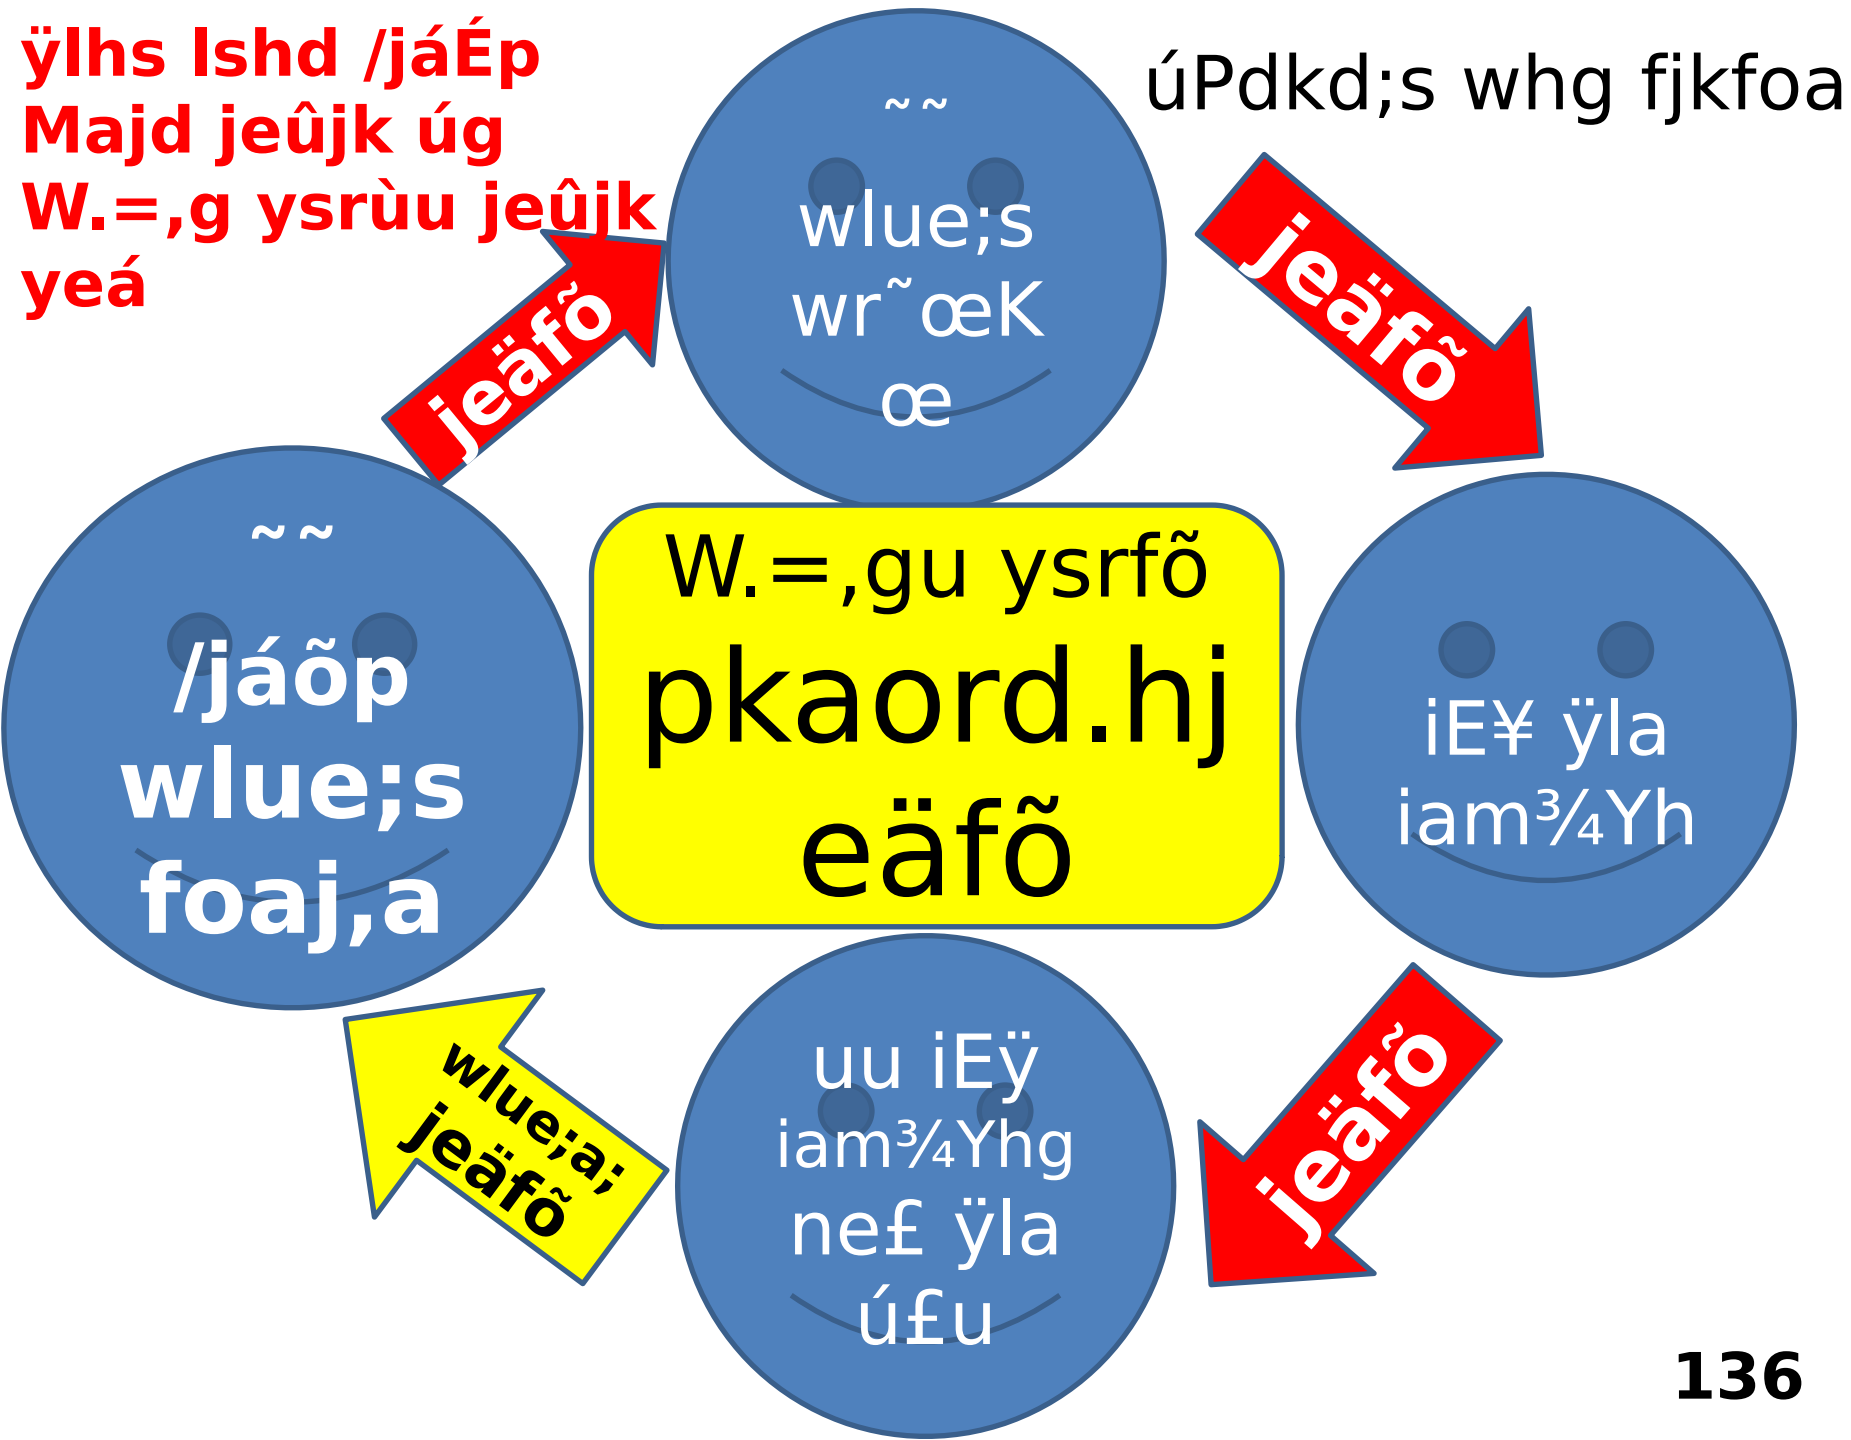 ÿlhs lshd /jáÉp
Majd jeûjk úg
W.=,g ysrùu jeûjk
yeá
úPdkd;s whg fjkfoa
˜˜
wlue;s
wr˜œK
œ
jeäfõ
jeäfõ
˜˜
/jáõp
wlue;s
foaj,a
W.=,gu ysrfõ
pkaord.hj
eäfõ
iE¥ ÿla
iam¾Yh
wlue;a;
jeäfõ
uu iEÿ
iam¾Yhg
ne£ ÿla
ú£u
jeäfõ
136